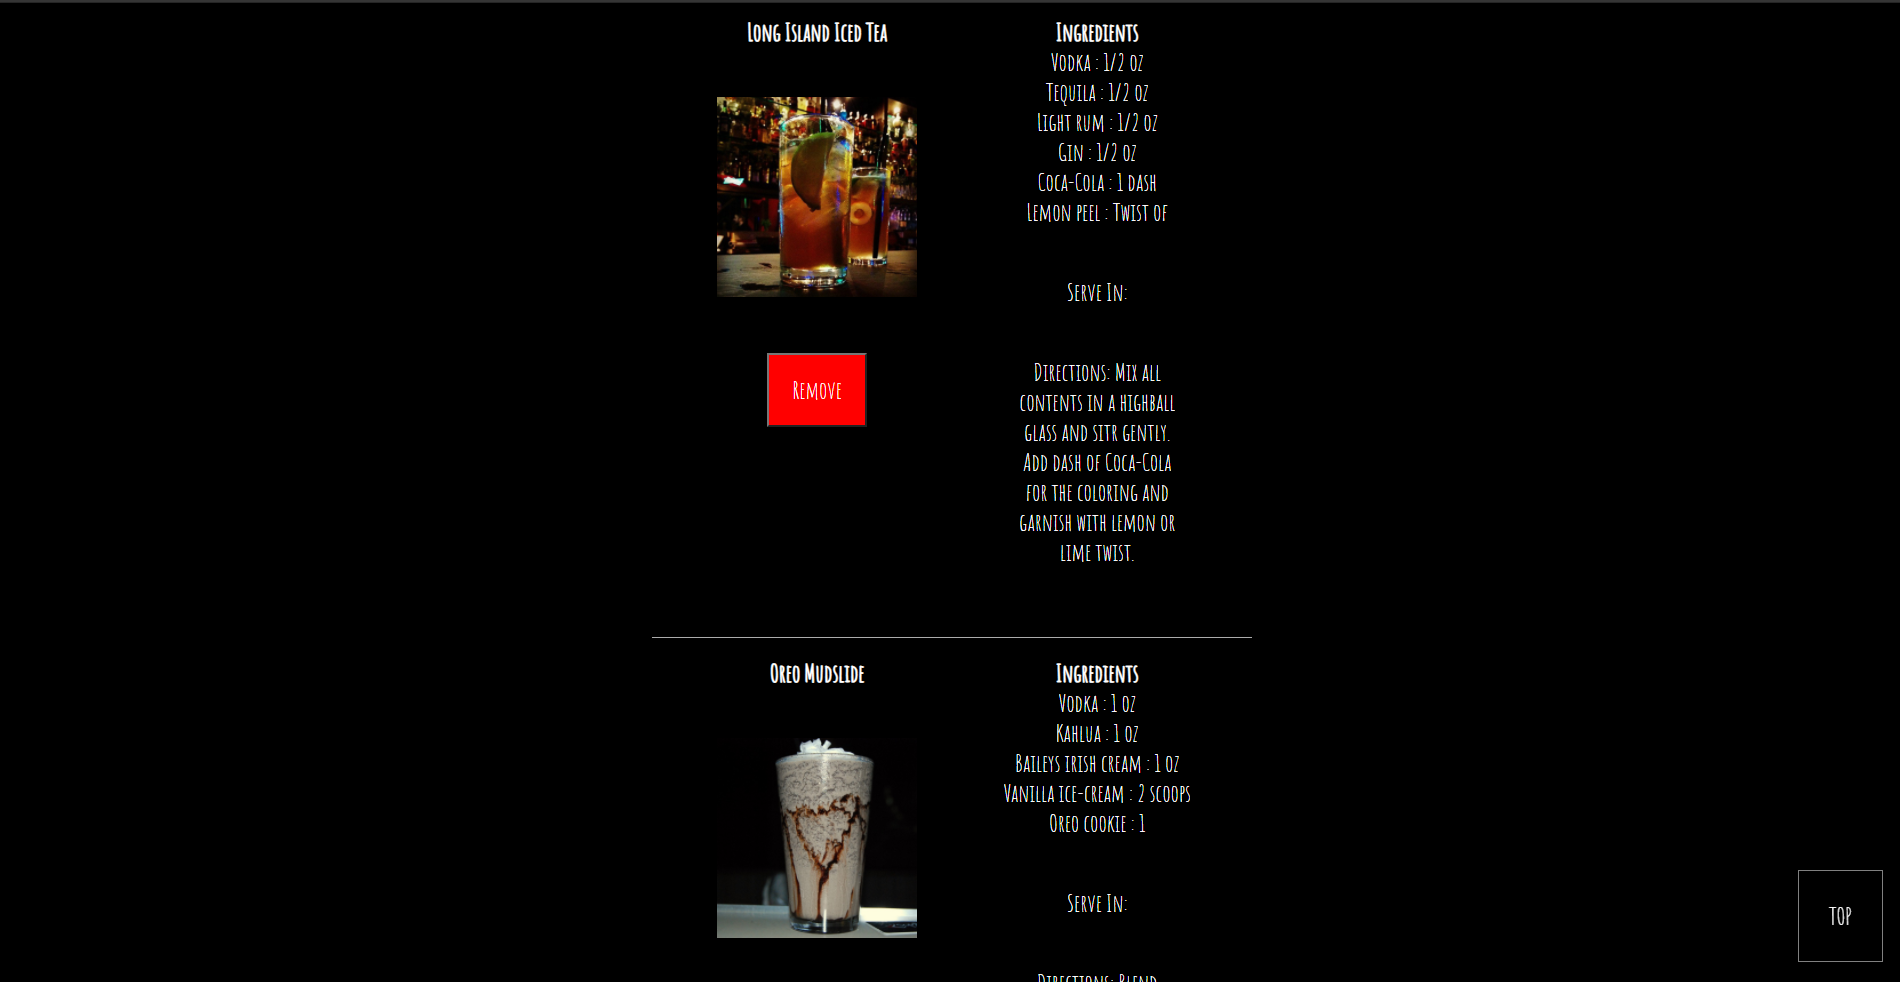 Long Island Iced Tea
Remove
Ingredients
Vodka : 1/2 oz
Tequila : 1/2 oz
Light rum : 1/2 oz
Gin : 1/2 oz
Coca-Cola : 1 dash
Lemon peel : Twist of
Serve In:
Directions: Mix all
contents in a highball
glass and sitr gently.
Add dash of Coca-Cola
for the coloring and
garnish with lemon or
lime twist.
Oreo Mudslide
Ingredients
Vodka : 1 oz
Kahlua : 1 oz
Baileys irish cream : 1 oz
Vanilla ice-cream : 2 scoops
Oreo cookie : 1
Serve In:
Directions: Blend
TOP